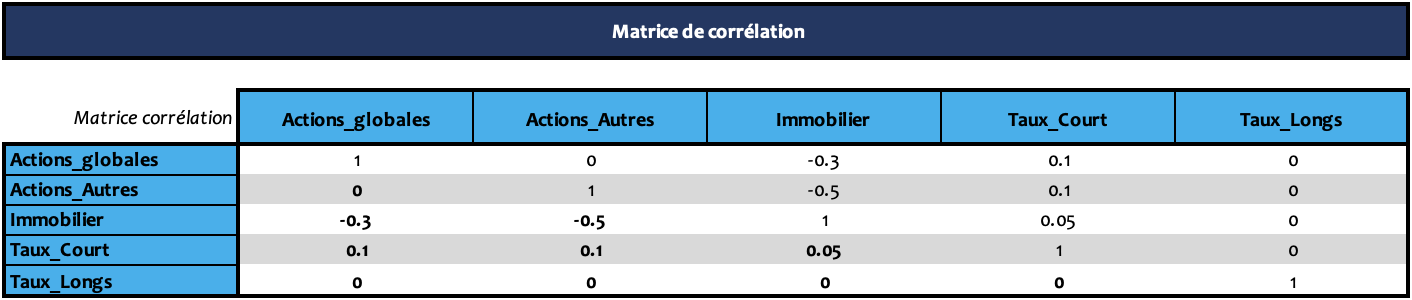 Matrice de corrélation
Matrice corrélation Actions_globales Actions_Autres Immobilier Taux_Court Taux_Longs
Actions_globales 1 0 -0.3 0.1 0
Actions_Autres 0 1 -0.5 0.1 0
Immobilier -0.3 -0.5 1 0.05 0
Taux_Court 0.1 0.1 0.05 1 0
Taux_Longs 0 0 0 0 1